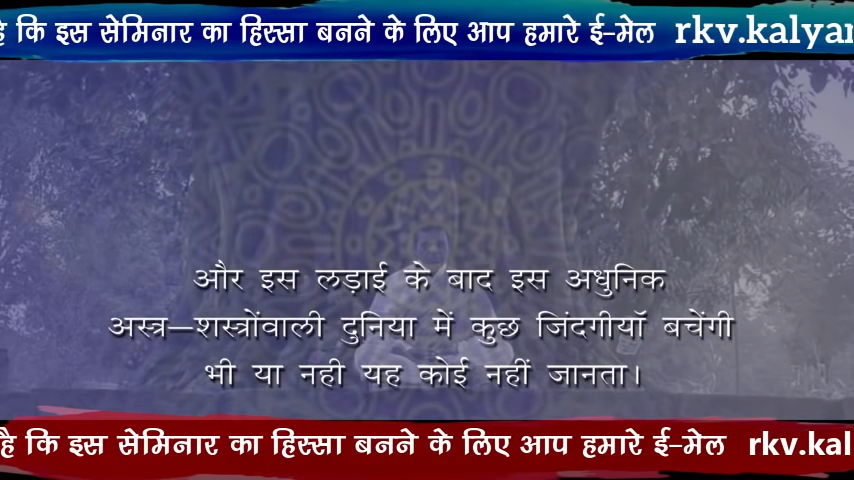 है कि इस सेमिनार का हिस्सा बनने के लिए आप हमारे ई-मेल rkv.kalyan
और इस लड़ाई के बाद इस अधुनिक
अस्त्र–शस्त्रोंवाली दुनिया में कुछ जिंदगीयॉ बचेंगी
भी या नही यह कोई नहीं जानता।
है कि इस सेमिनार का हिस्सा बनने के लिए आप हमारे ई-मेल rkv.kal